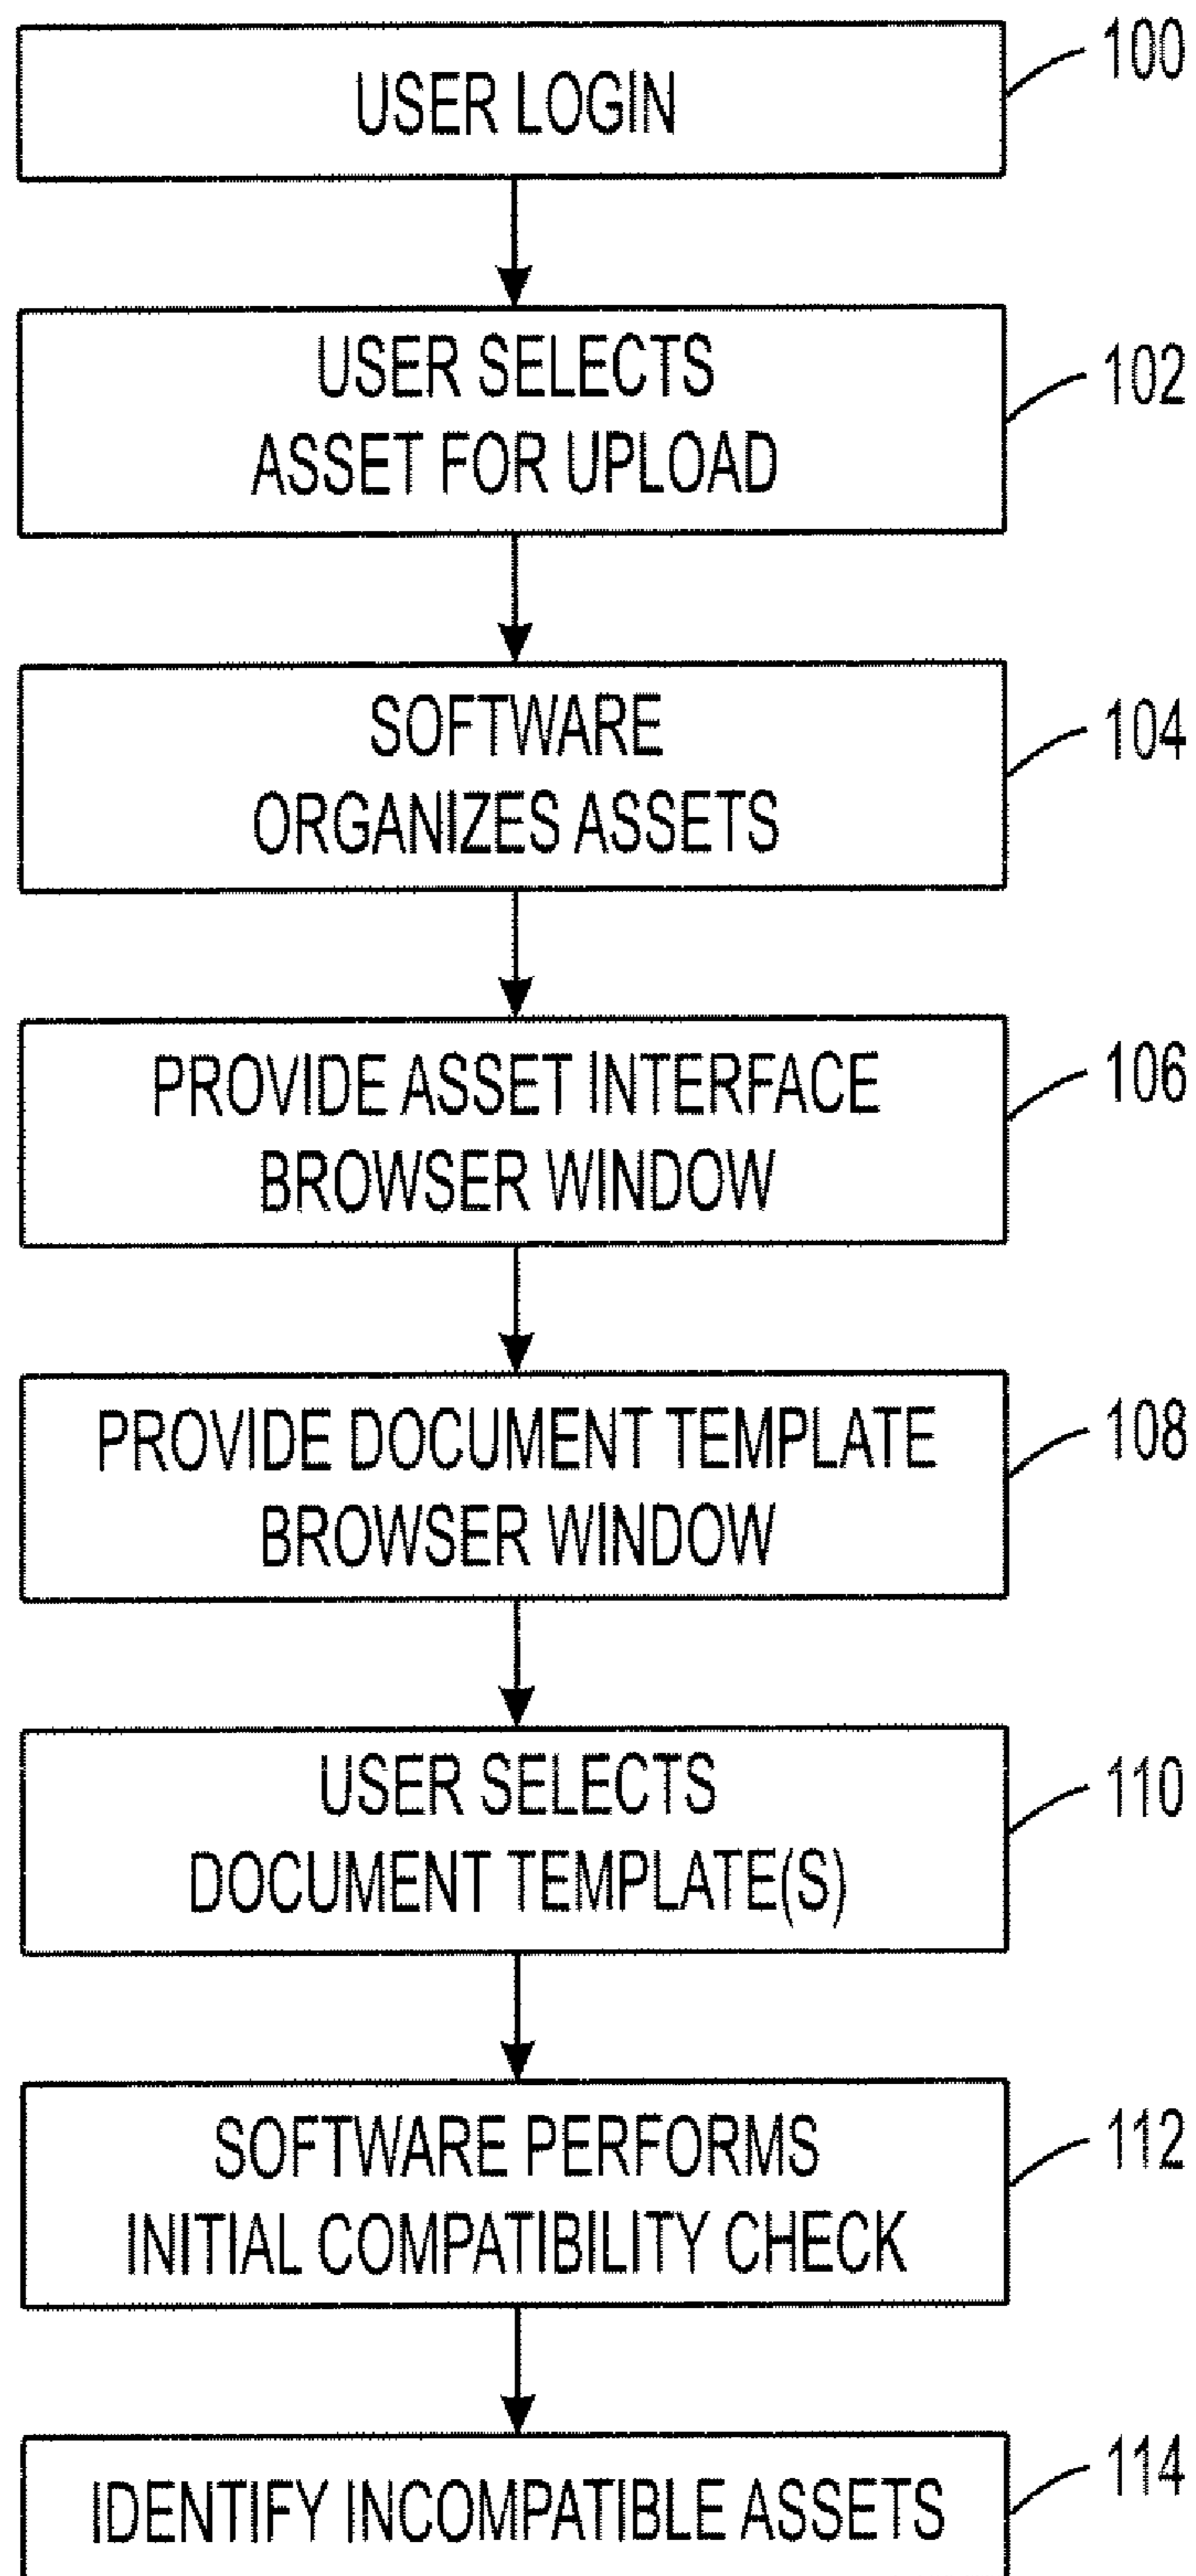 USER LOGIN
100
USER SELECTS
ASSET FOR UPLOAD
102
SOFTWARE
ORGANIZES ASSETS
104
PROVIDE ASSET INTERFACE
BROWSER WINDOW
106
PROVIDE DOCUMENT TEMPLATE
BROWSER WINDOW
108
USER SELECTS
DOCUMENT TEMPLATE(S)
110
SOFTWARE PERFORMS
INITIAL COMPATIBILITY CHECK
112
IDENTIFY INCOMPATIBLE ASSETS
114